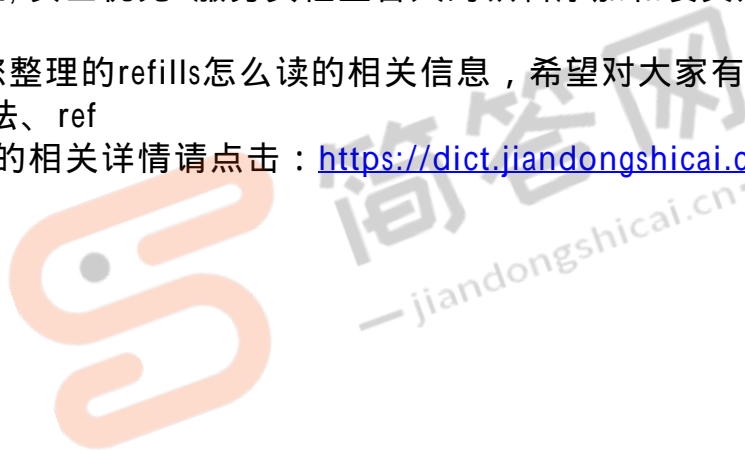 整理的refills怎么读的相关信息，希望对大家有
法、ref
的相关详情请点击：https://dict.jiandongshicai.c
简答网
jiandongshicai.cn